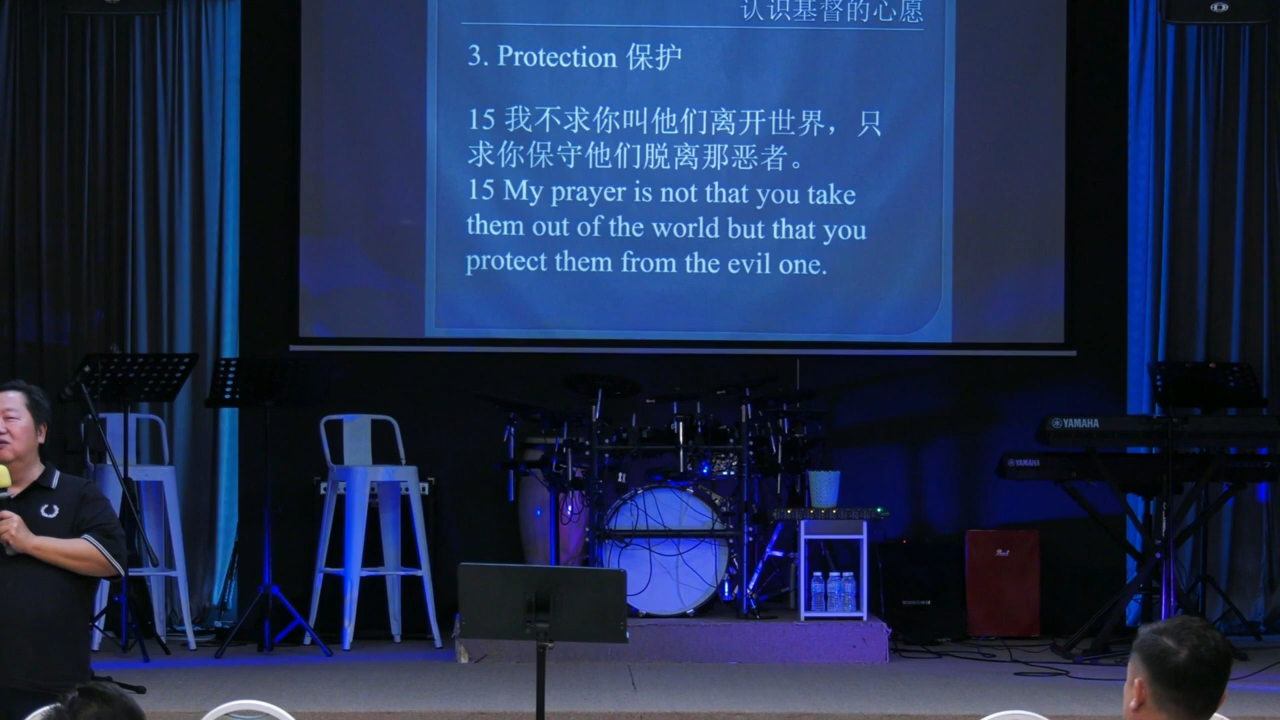 认识基督的心愿
3. Protection 保护
15 我不求你叫他们离开世界，只
求你保守他们脱离那恶者。
15 My prayer is not that you take
them out of the world but that you
protect them from the evil one.
YAMAHA
YAMAHA
Pearl